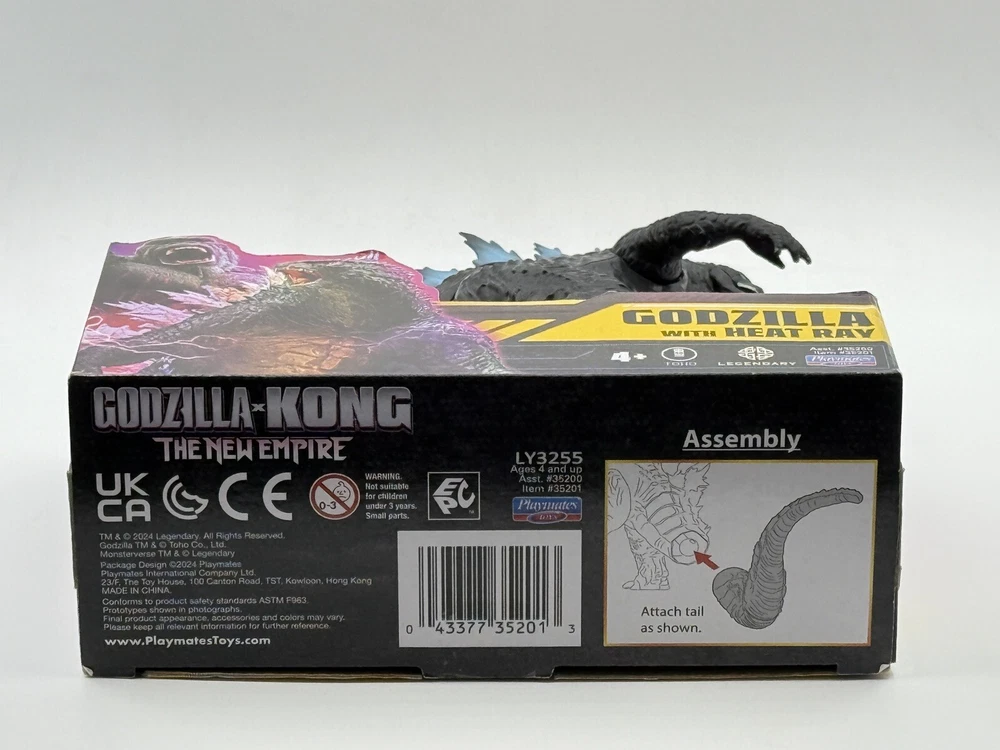 GODZILLA
WITH HEAT RAY
4+
TOHO
LEGENDARY
Asst. #35200
Item #35201
Playmates
TOYS
GODZILLA x KONG
THE NEW EMPIRE
UK
CA
CE
0-3
WARNING.
Not suitable
for children
under 3 years.
Small parts.
EPC
™
LY3255
Ages 4 and up
Asst. #35200
Item #35201
Playmates
TOYS
TM & © 2024 Legendary. All Rights Reserved.
Godzilla TM & © Toho Co., Ltd.
Monsterverse TM & © Legendary
Package Design ©2024 Playmates
Playmates International Company Ltd.
23/F, The Toy House, 100 Canton Road, TST, Kowloon, Hong Kong
MADE IN CHINA.
Conforms to product safety standards ASTM F963.
Prototypes shown in photographs.
Final product appearance, accessories and colors may vary.
Please keep all relevant information for further reference.
www.PlaymatesToys.com
0 43377 35201 3
Assembly
Attach tail
as shown.